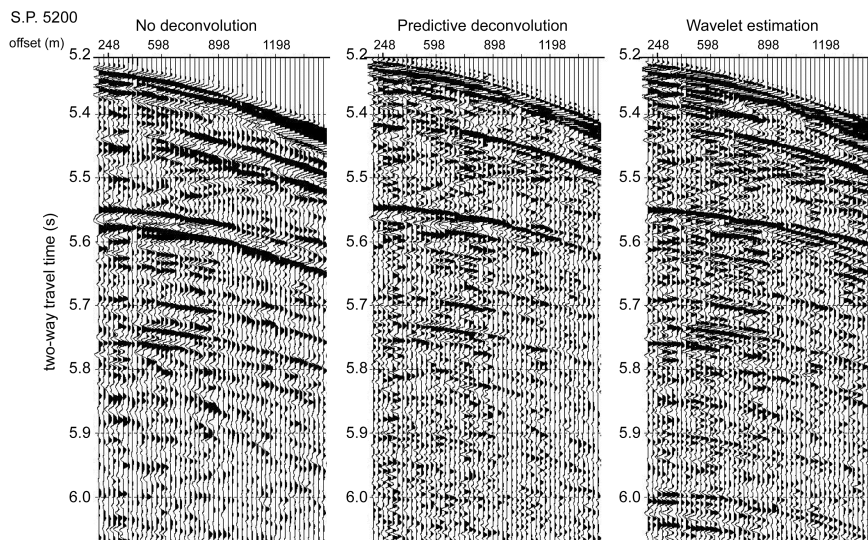 S.P. 5200
No deconvolution
Predictive deconvolution
Wavelet estimation
offset (m)
248 598 898 1198
248 598 898 1198
248 598 898 1198
two-way travel time (s)
5.2
5.4
5.5
5.6
5.7
5.8
5.9
6.0
5.2
5.4
5.5
5.6
5.7
5.8
5.9
6.0
5.2
5.4
5.5
5.6
5.7
5.8
5.9
6.0